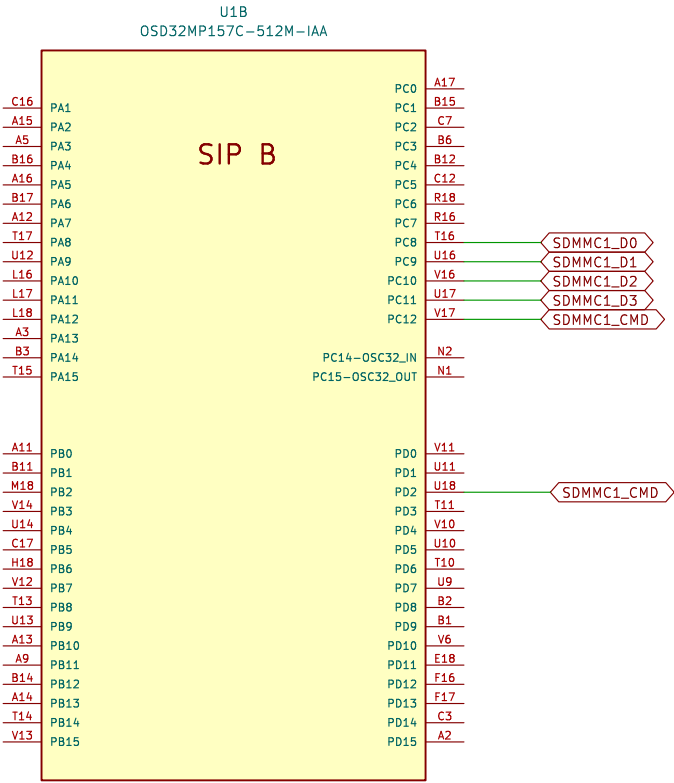 U1B
OSD32MP157C-512M-IAA
SIP B
C16 PA1
A15 PA2
A5 PA3
B16 PA4
A16 PA5
B17 PA6
A12 PA7
T17 PA8
U12 PA9
L16 PA10
L17 PA11
L18 PA12
A3 PA13
B3 PA14
T15 PA15
A11 PB0
B11 PB1
M18 PB2
V14 PB3
U14 PB4
C17 PB5
H18 PB6
V12 PB7
T13 PB8
U13 PB9
A13 PB10
A9 PB11
B14 PB12
A14 PB13
T14 PB14
V13 PB15
PC0 A17
PC1 B15
PC2 C7
PC3 B6
PC4 B12
PC5 C12
PC6 R18
PC7 R16
PC8 T16 SDMMC1_D0
PC9 U16 SDMMC1_D1
PC10 V16 SDMMC1_D2
PC11 U17 SDMMC1_D3
PC12 V17 SDMMC1_CMD
PC14-OSC32_IN N2
PC15-OSC32_OUT N1
PD0 V11
PD1 U11
PD2 U18 SDMMC1_CMD
PD3 T11
PD4 V10
PD5 U10
PD6 T10
PD7 U9
PD8 B2
PD9 B1
PD10 V6
PD11 E18
PD12 F16
PD13 F17
PD14 C3
PD15 A2